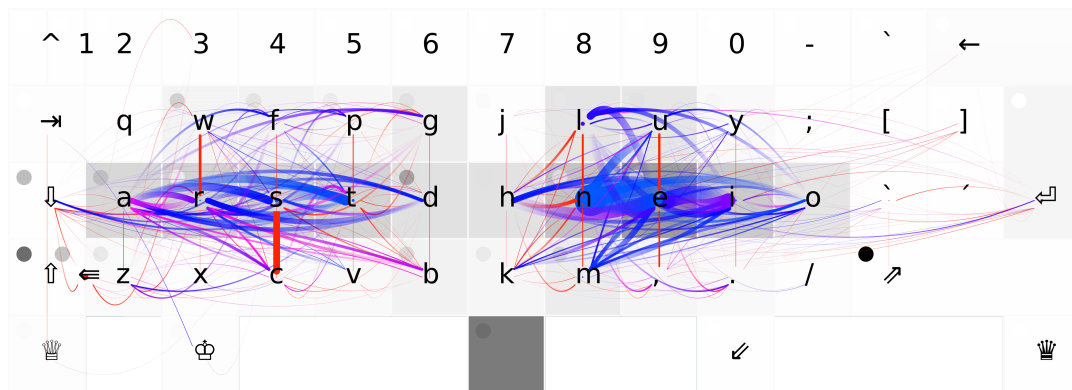 ^ 1 2 3 4 5 6 7 8 9 0 - ` ←
⇥ q w f p g j l u y ; [ ]
⇩ a r s t d h n e i o ` ´ ⏎
⇧ ⇚ z x c v b k m , . / ⇗
♕ ♔ ⇙ ♛